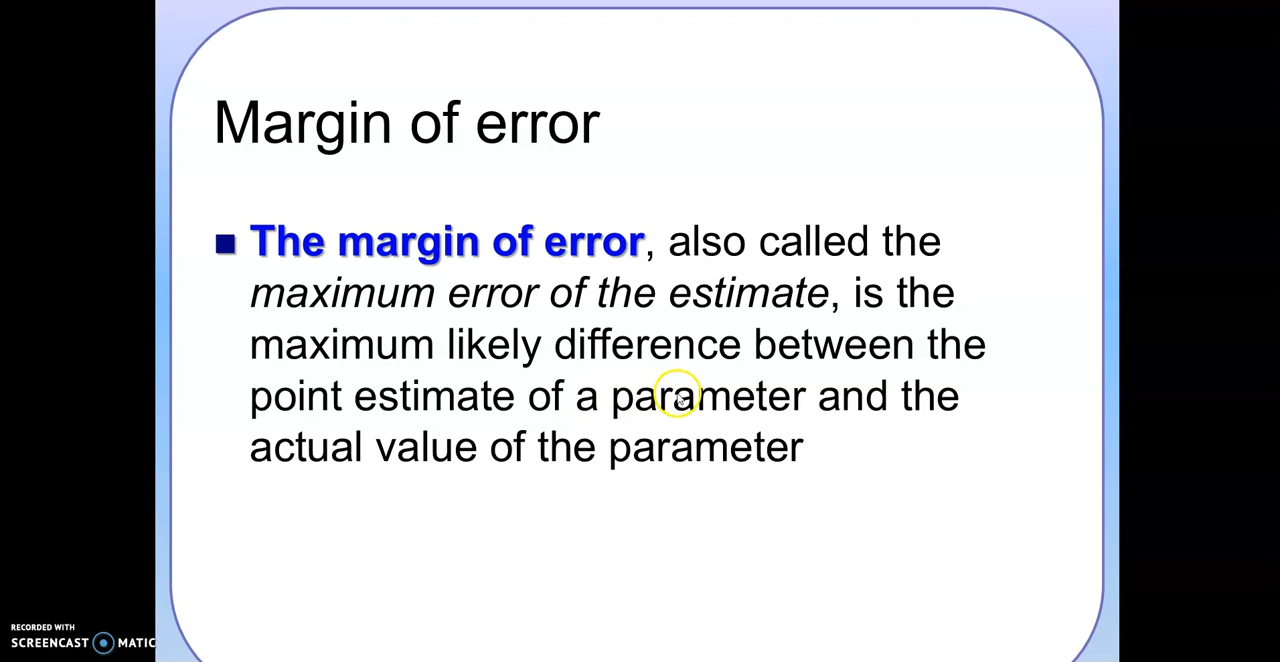 Margin of error
The margin of error, also called the
maximum error of the estimate, is the
maximum likely difference between the
point estimate of a parameter and the
actual value of the parameter
RECORDED WITH
SCREENCAST MATIC